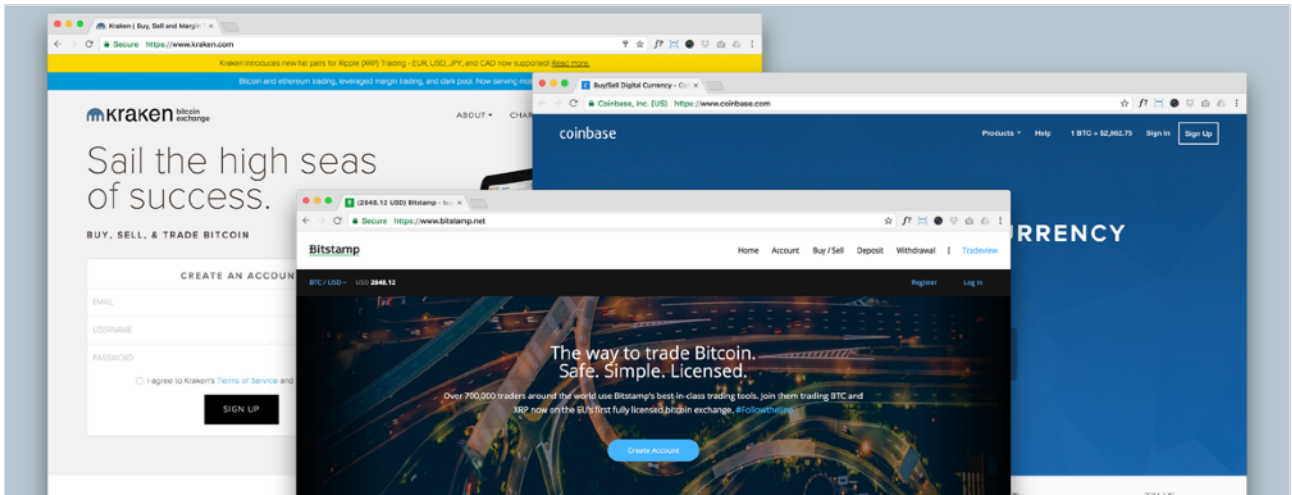 Kraken | Buy, Sell and Margin
Secure https://www.kraken.com
Kraken introduces new fiat pairs for Ripple (XRP) Trading - EUR, USD, JPY, and CAD now supported! Read more.
Bitcoin and ethereum trading, leveraged margin trading, and dark pool. Now serving
kraken bitcoin exchange
ABOUT
Sail the high seas
of success.
BUY, SELL, & TRADE BITCOIN
CREATE AN ACCOUN
EMAIL
USERNAME
PASSWORD
I agree to Kraken's Terms of Service and
SIGN UP
Buy/Sell Digital Currency - Co
Coinbase, Inc. [US] https://www.coinbase.com
coinbase
Products Help 1 BTC = $2,862.75 Sign In Sign Up
RRENCY
(2848.12 USD) Bitstamp - bu
Secure https://www.bitstamp.net
Bitstamp
Home Account Buy / Sell Deposit Withdrawal | Tradeview
BTC / USD USD 2848.12 Register Log In
The way to trade Bitcoin.
Safe. Simple. Licensed.
Over 700,000 traders around the world use Bitstamp's best-in-class trading tools. Join them trading BTC and
XRP now on the EU's first fully licensed bitcoin exchange. #Followtheline
Create Account